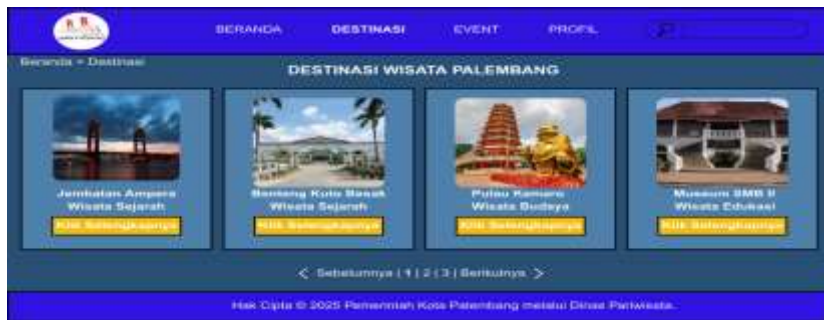 BERANDA DESTINASI EVENT PROFIL
Beranda » Destinasi
DESTINASI WISATA PALEMBANG
Jembatan Ampera
Wisata Sejarah
Klik Selengkapnya
Benteng Kuto Besak
Wisata Sejarah
Klik Selengkapnya
Pulau Kemaro
Wisata Budaya
Klik Selengkapnya
Museum SMB II
Wisata Edukasi
Klik Selengkapnya
< Sebelumnya | 1 | 2 | 3 | Berikutnya >
Hak Cipta © 2025 Pemerintah Kota Palembang melalui Dinas Pariwisata.